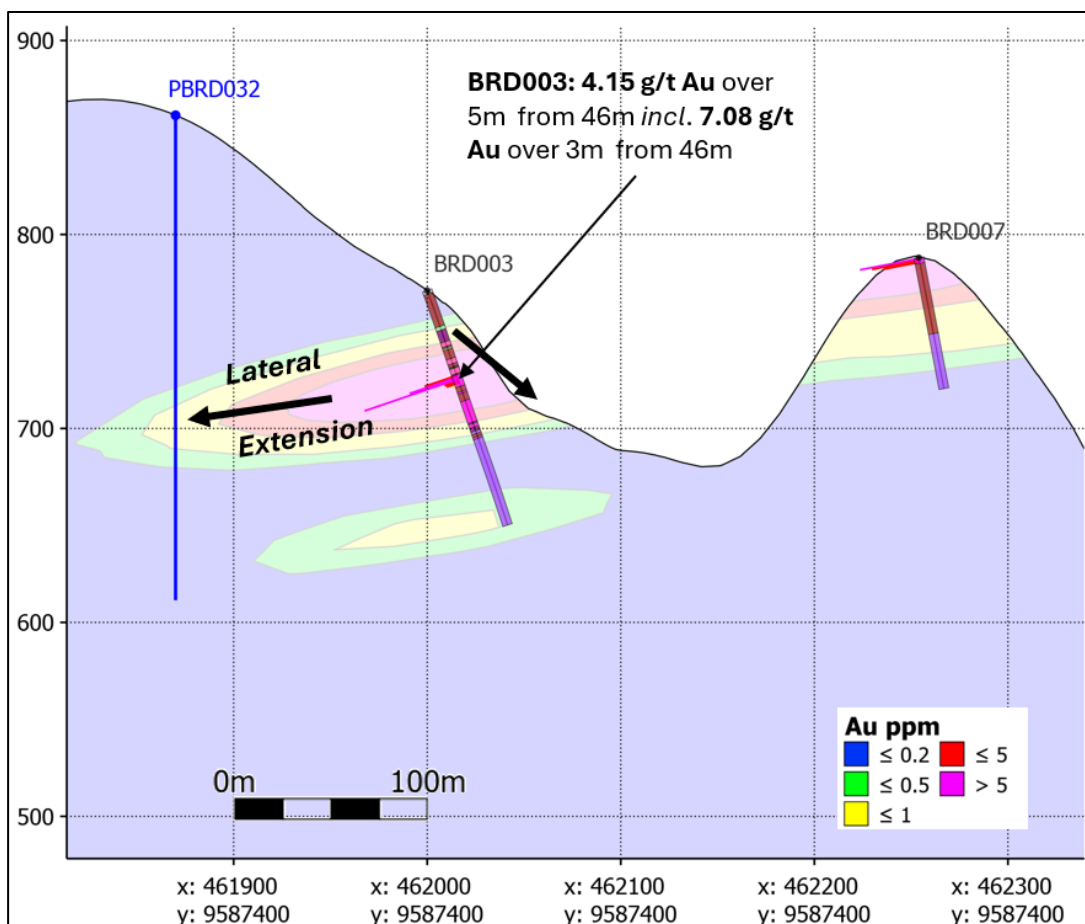 900
PBRD032
BRD003: 4.15 g/t Au over
5m from 46m incl. 7.08 g/t
Au over 3m from 46m
800
BRD003
BRD007
Lateral
Extension
700
600
0m 100m
Au ppm
≤ 0.2 ≤ 5
≤ 0.5 > 5
≤ 1
500
x: 461900 x: 462000 x: 462100 x: 462200 x: 462300
y: 9587400 y: 9587400 y: 9587400 y: 9587400 y: 9587400